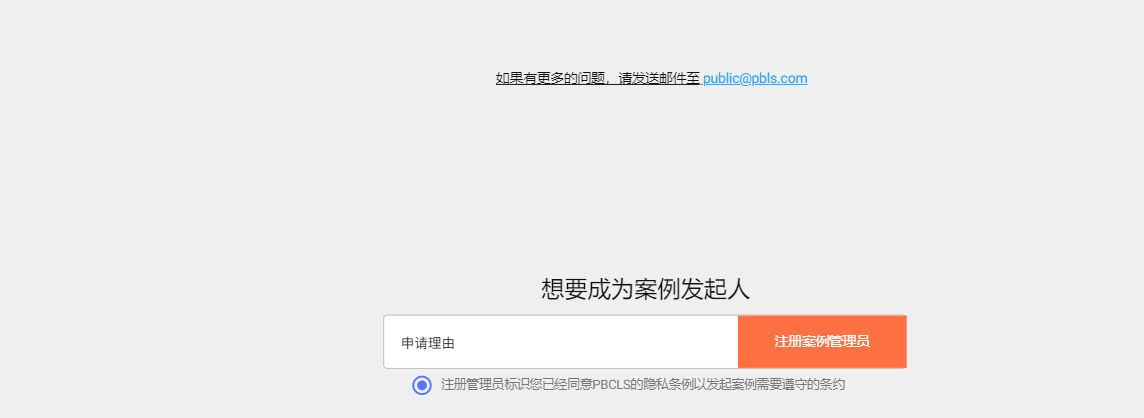 如果有更多的问题，请发送邮件至 public@pbls.com
想要成为案例发起人
申请理由
注册案例管理员
注册管理员标识您已经同意PBCLS的隐私条例以发起案例需要遵守的条约